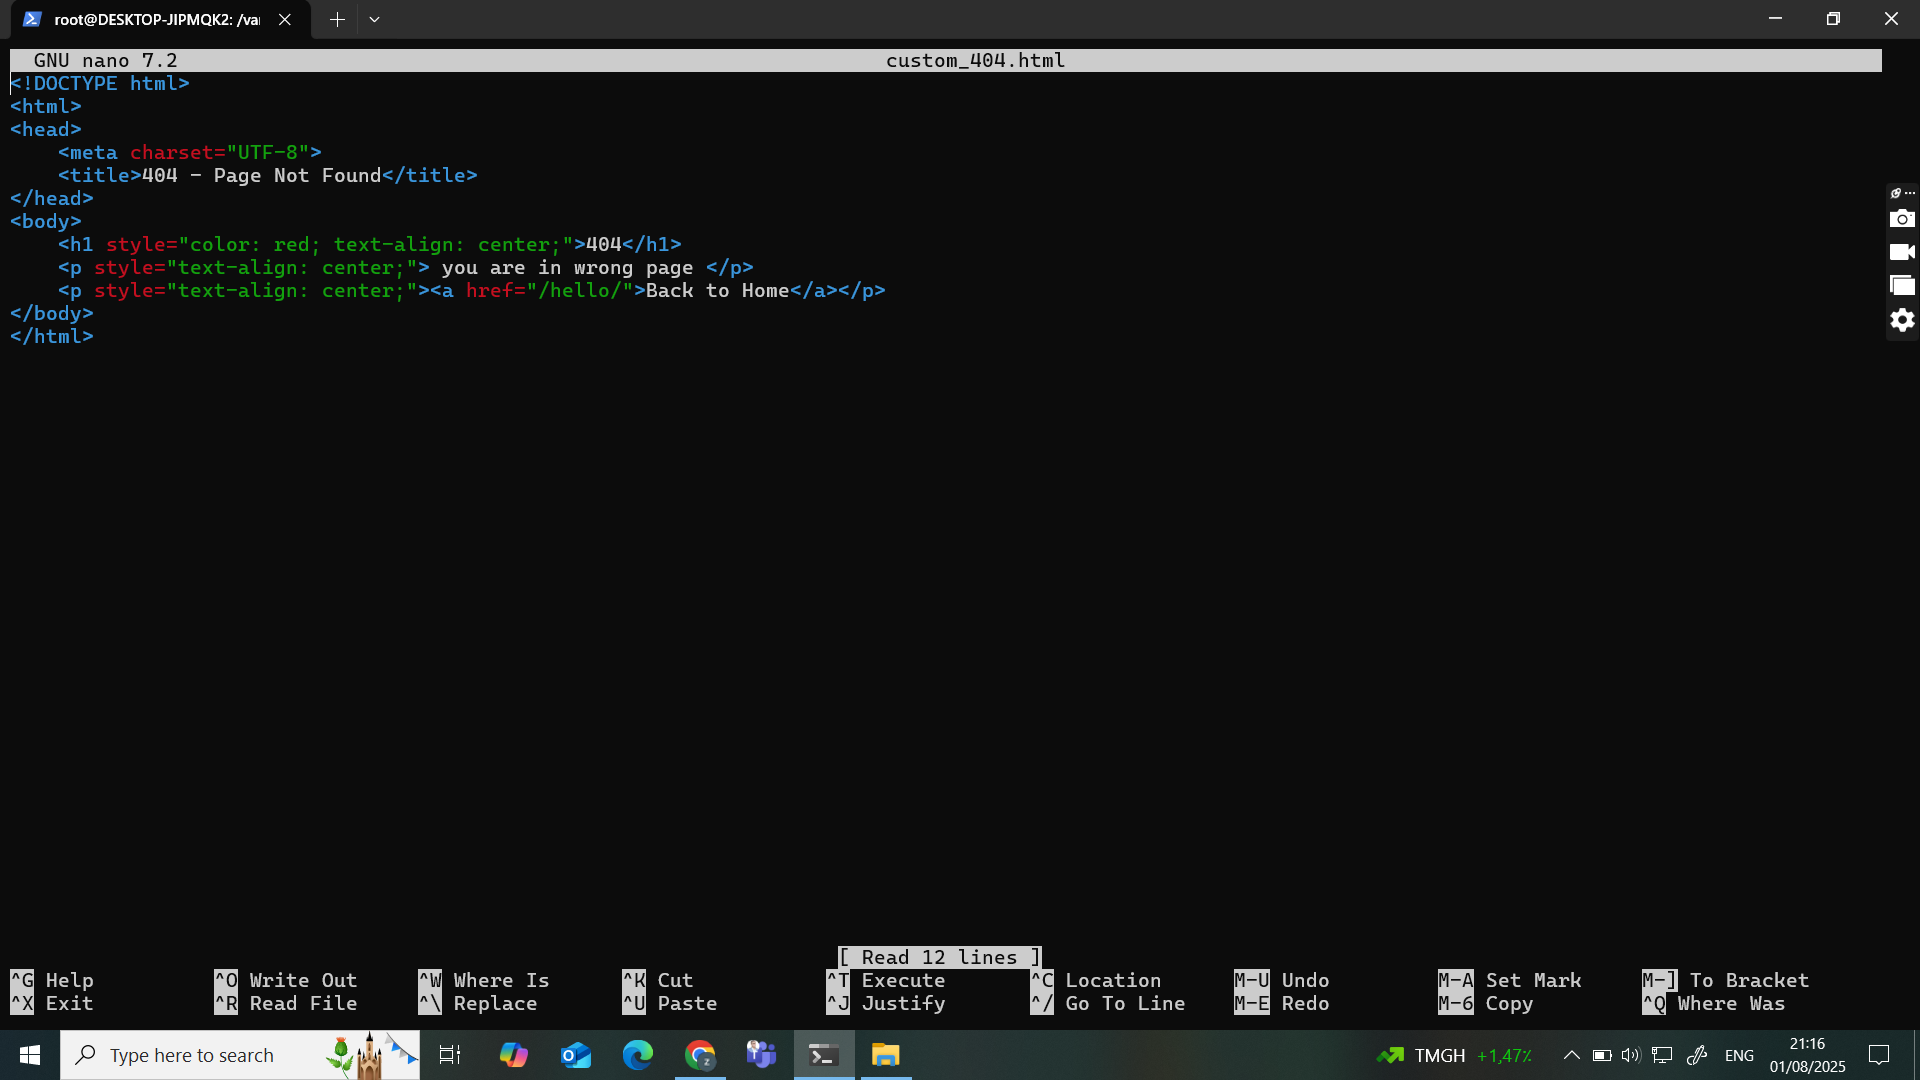 root@DESKTOP-JIPMQK2: /va
GNU nano 7.2 custom_404.html
<!DOCTYPE html>
<html>
<head>
    <meta charset="UTF-8">
    <title>404 - Page Not Found</title>
</head>
<body>
    <h1 style="color: red; text-align: center;">404</h1>
    <p style="text-align: center;"> you are in wrong page </p>
    <p style="text-align: center;"><a href="/hello/">Back to Home</a></p>
</body>
</html>
[ Read 12 lines ]
^G Help ^O Write Out ^W Where Is ^K Cut ^T Execute ^C Location M-U Undo M-A Set Mark M-] To Bracket
^X Exit ^R Read File ^\ Replace ^U Paste ^J Justify ^/ Go To Line M-E Redo M-6 Copy ^Q Where Was
Type here to search TMGH +1,47% ENG 21:16
01/08/2025